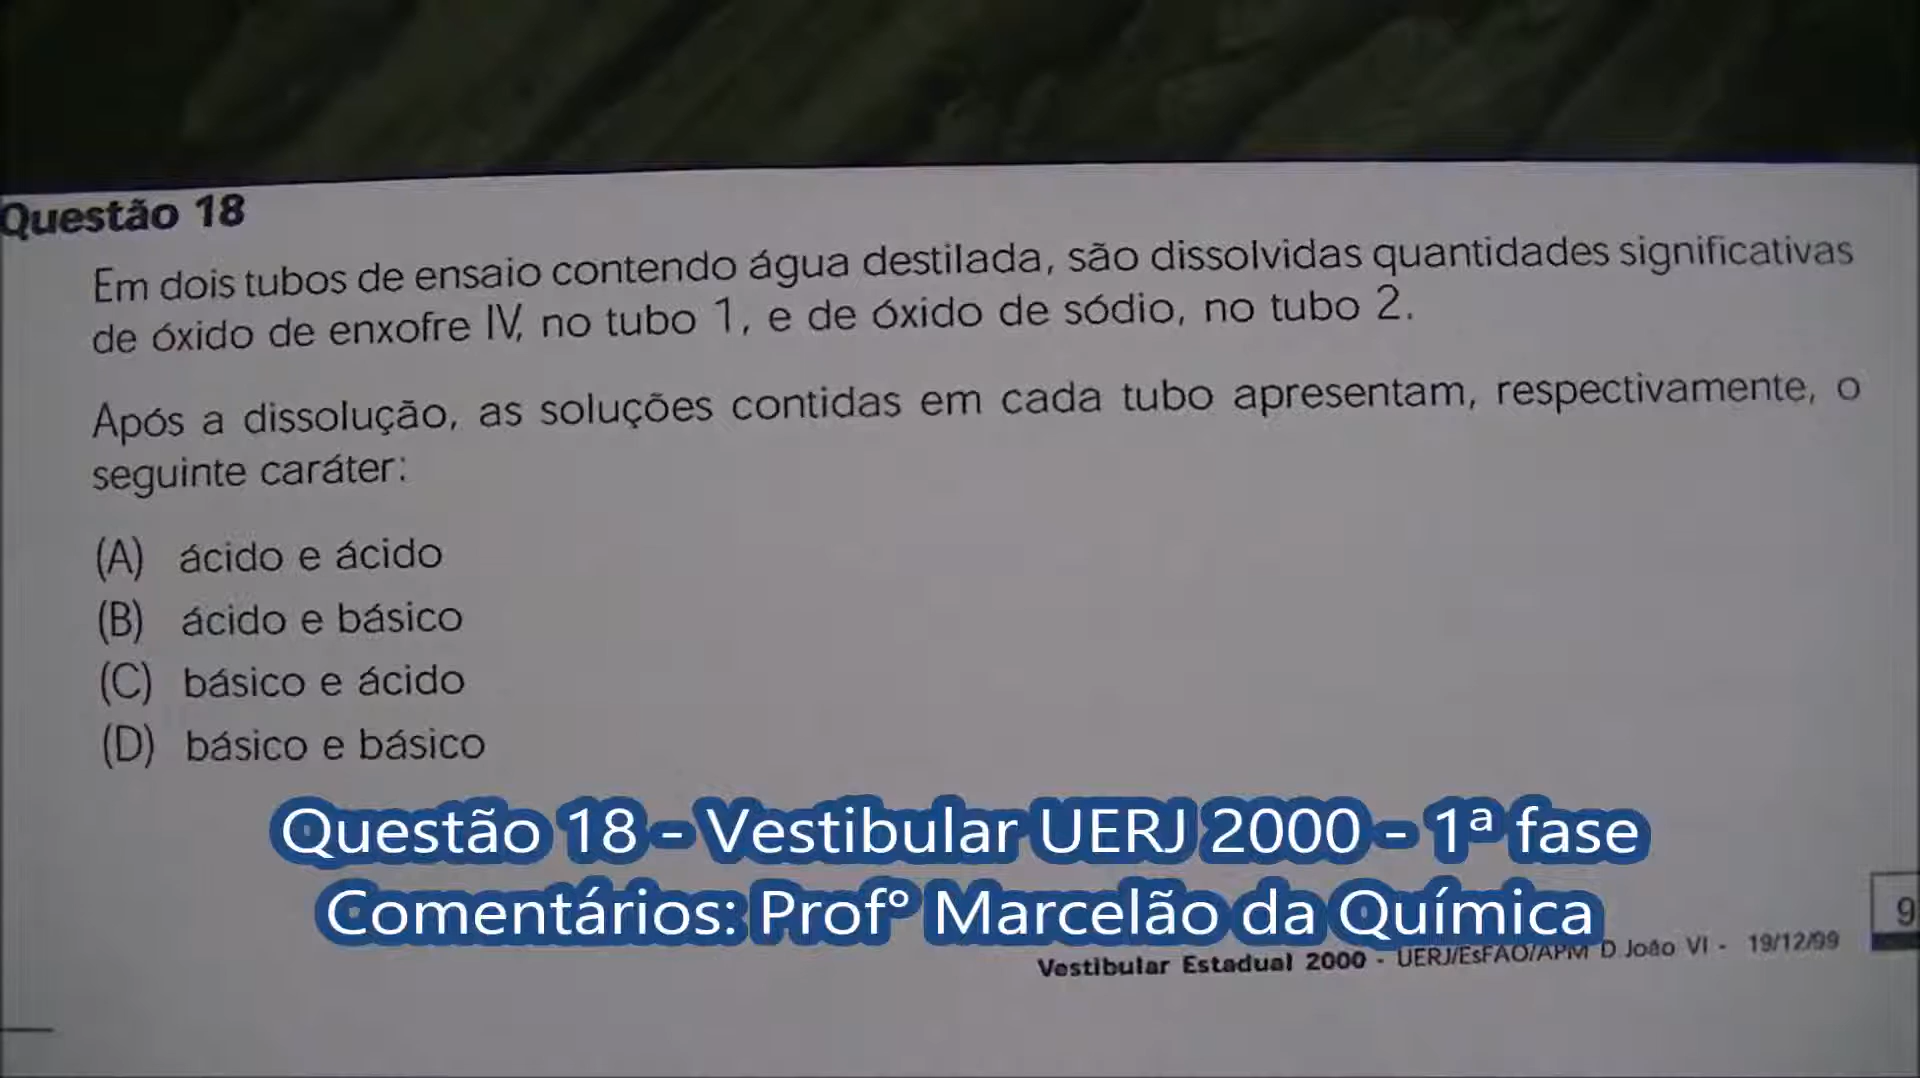 Questão 18
Em dois tubos de ensaio contendo água destilada, são dissolvidas quantidades significativas
de óxido de enxofre IV, no tubo 1, e de óxido de sódio, no tubo 2.
Após a dissolução, as soluções contidas em cada tubo apresentam, respectivamente, o
seguinte caráter:
(A) ácido e ácido
(B) ácido e básico
(C) básico e ácido
(D) básico e básico
Questão 18 - Vestibular UERJ 2000 - 1ª fase
Comentários: Prof° Marcelão da Química
9
Vestibular Estadual 2000 - UERJ/EsFAO/APM D.João VI - 19/12/99